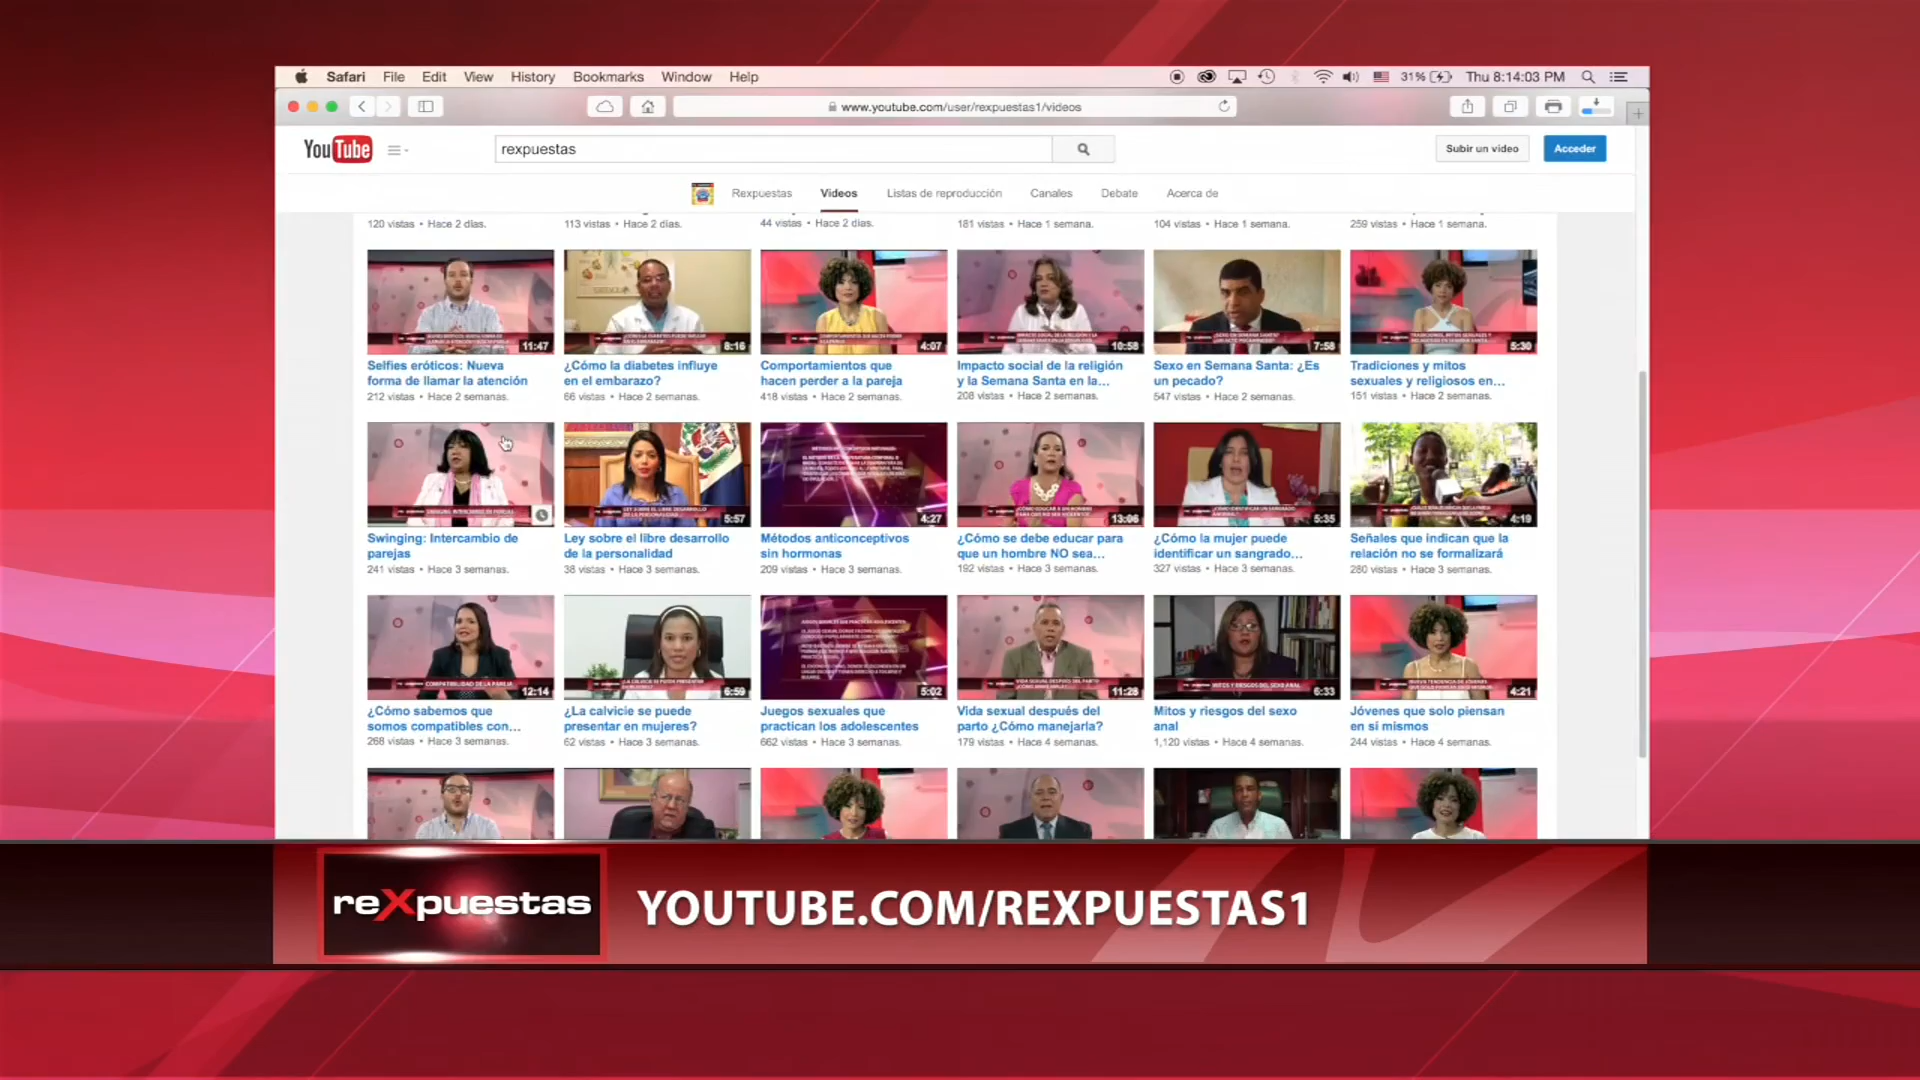 Safari File Edit View History Bookmarks Window Help
31% Thu 8:14:03 PM
www.youtube.com/user/rexpuestas1/videos
YouTube
rexpuestas
Subir un video
Acceder
Rexpuestas Videos Listas de reproducción Canales Debate Acerca de
120 vistas • Hace 2 días.
113 vistas • Hace 2 días.
44 vistas • Hace 2 días.
181 vistas • Hace 1 semana.
104 vistas • Hace 1 semana.
259 vistas • Hace 1 semana.
11:47
Selfies eróticos: Nueva
forma de llamar la atención
212 vistas • Hace 2 semanas.
8:16
¿Cómo la diabetes influye
en el embarazo?
66 vistas • Hace 2 semanas.
4:07
Comportamientos que
hacen perder a la pareja
418 vistas • Hace 2 semanas.
10:58
Impacto social de la religión
y la Semana Santa en la...
208 vistas • Hace 2 semanas.
7:58
Sexo en Semana Santa: ¿Es
un pecado?
547 vistas • Hace 2 semanas.
5:30
Tradiciones y mitos
sexuales y religiosos en...
151 vistas • Hace 2 semanas.
SWINGING: INTERCAMBIO DE PAREJAS
Swinging: Intercambio de
parejas
241 vistas • Hace 3 semanas.
5:57
Ley sobre el libre desarrollo
de la personalidad
38 vistas • Hace 3 semanas.
4:27
Métodos anticonceptivos
sin hormonas
209 vistas • Hace 3 semanas.
13:06
¿Cómo se debe educar para
que un hombre NO sea...
192 vistas • Hace 3 semanas.
5:35
¿Cómo la mujer puede
identificar un sangrado...
327 vistas • Hace 3 semanas.
4:19
Señales que indican que la
relación no se formalizará
280 vistas • Hace 3 semanas.
COMPATIBILIDAD DE LA PAREJA
12:14
¿Cómo sabemos que
somos compatibles con...
268 vistas • Hace 3 semanas.
6:59
¿La calvicie se puede
presentar en mujeres?
62 vistas • Hace 3 semanas.
5:02
Juegos sexuales que
practican los adolescentes
662 vistas • Hace 3 semanas.
11:28
Vida sexual después del
parto ¿Cómo manejarla?
179 vistas • Hace 4 semanas.
MITOS Y RIESGOS DEL SEXO ANAL
6:33
Mitos y riesgos del sexo
anal
1,120 vistas • Hace 4 semanas.
4:21
Jóvenes que solo piensan
en si mismos
244 vistas • Hace 4 semanas.
reXpuestas
YOUTUBE.COM/REXPUESTAS1